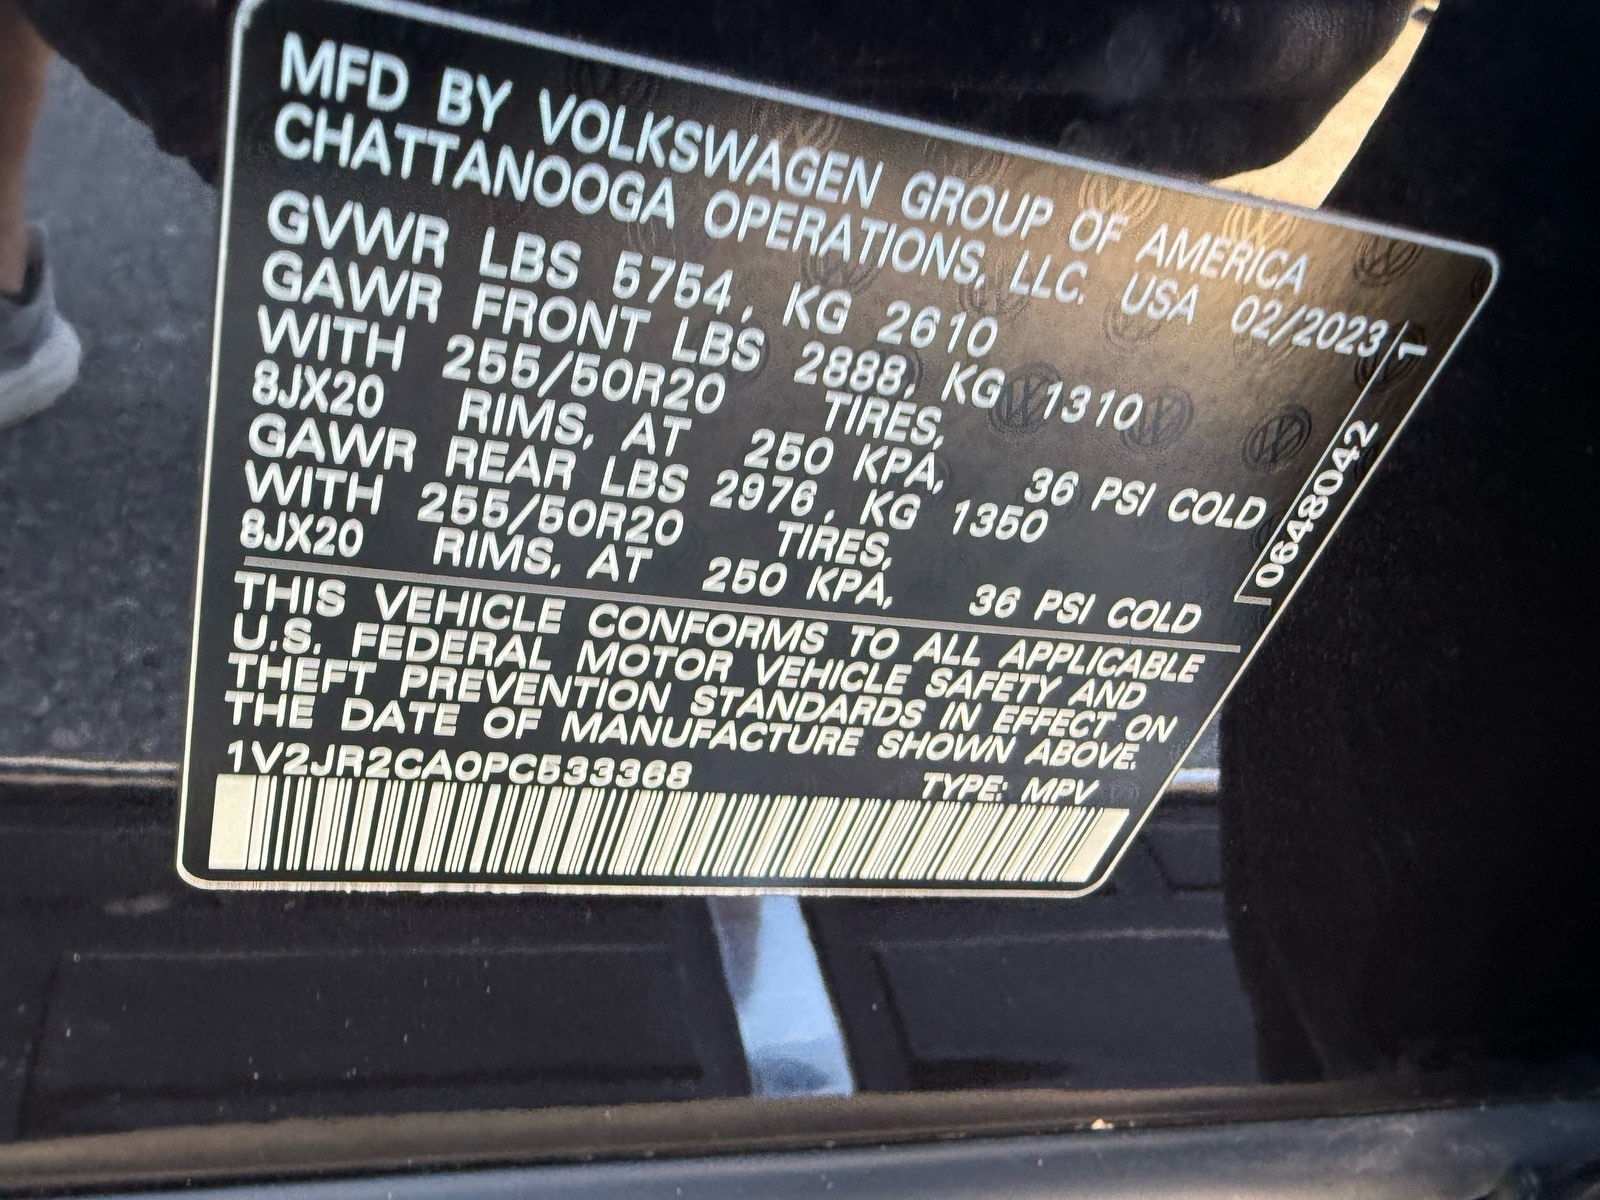 MFD BY VOLKSWAGEN GROUP OF AMERICA
CHATTANOOGA OPERATIONS, LLC. USA 02/2023
GVWR LBS 5754, KG 2610
GAWR FRONT LBS 2888, KG 1310
WITH 255/50R20 TIRES,
8JX20 RIMS, AT 250 KPA, 36 PSI COLD
GAWR REAR LBS 2976, KG 1350
WITH 255/50R20 TIRES,
8JX20 RIMS, AT 250 KPA, 36 PSI COLD
0648042 1
THIS VEHICLE CONFORMS TO ALL APPLICABLE
U.S. FEDERAL MOTOR VEHICLE SAFETY AND
THEFT PREVENTION STANDARDS IN EFFECT ON
THE DATE OF MANUFACTURE SHOWN ABOVE.
1V2JR2CA0PC533368 TYPE: MPV